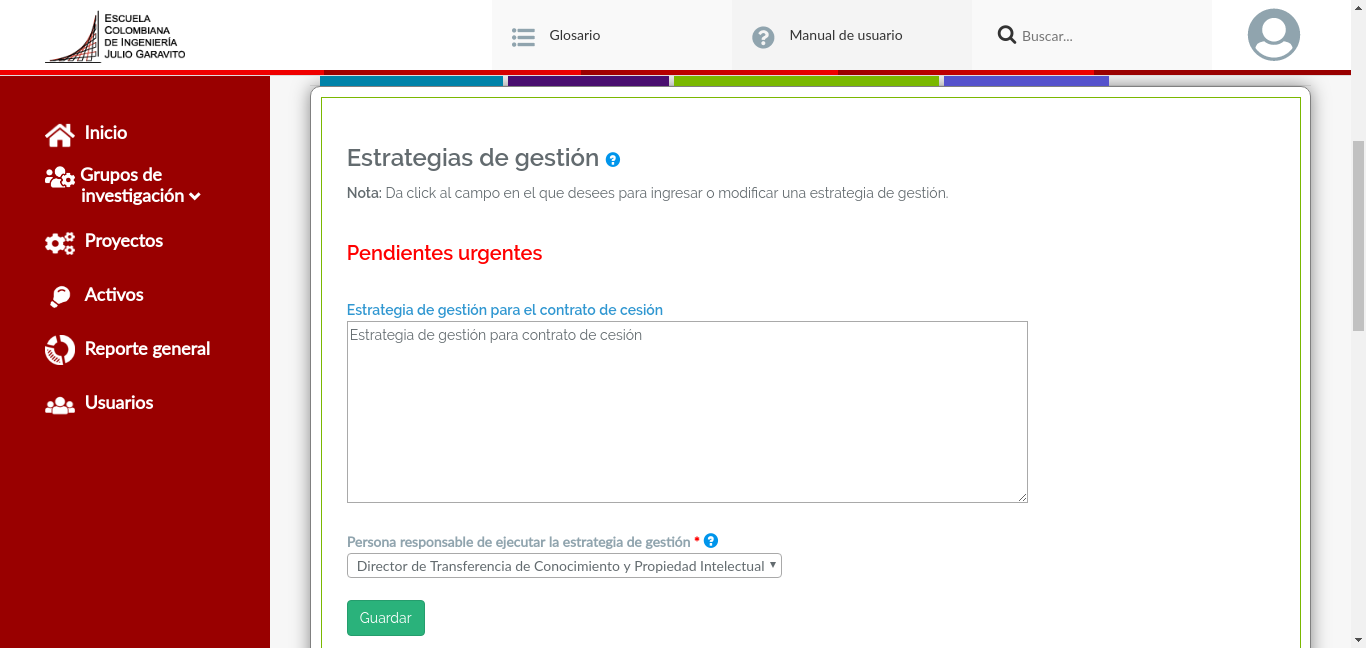 ESCUELA
COLOMBIANA
DE INGENIERÍA
JULIO GARAVITO
Glosario
Manual de usuario
Buscar...
Inicio
Grupos de
investigación
Proyectos
Activos
Reporte general
Usuarios
Estrategias de gestión
Nota: Da click al campo en el que desees para ingresar o modificar una estrategia de gestión.
Pendientes urgentes
Estrategia de gestión para el contrato de cesión
Estrategia de gestión para contrato de cesión
Persona responsable de ejecutar la estrategia de gestión *
Director de Transferencia de Conocimiento y Propiedad Intelectual
Guardar